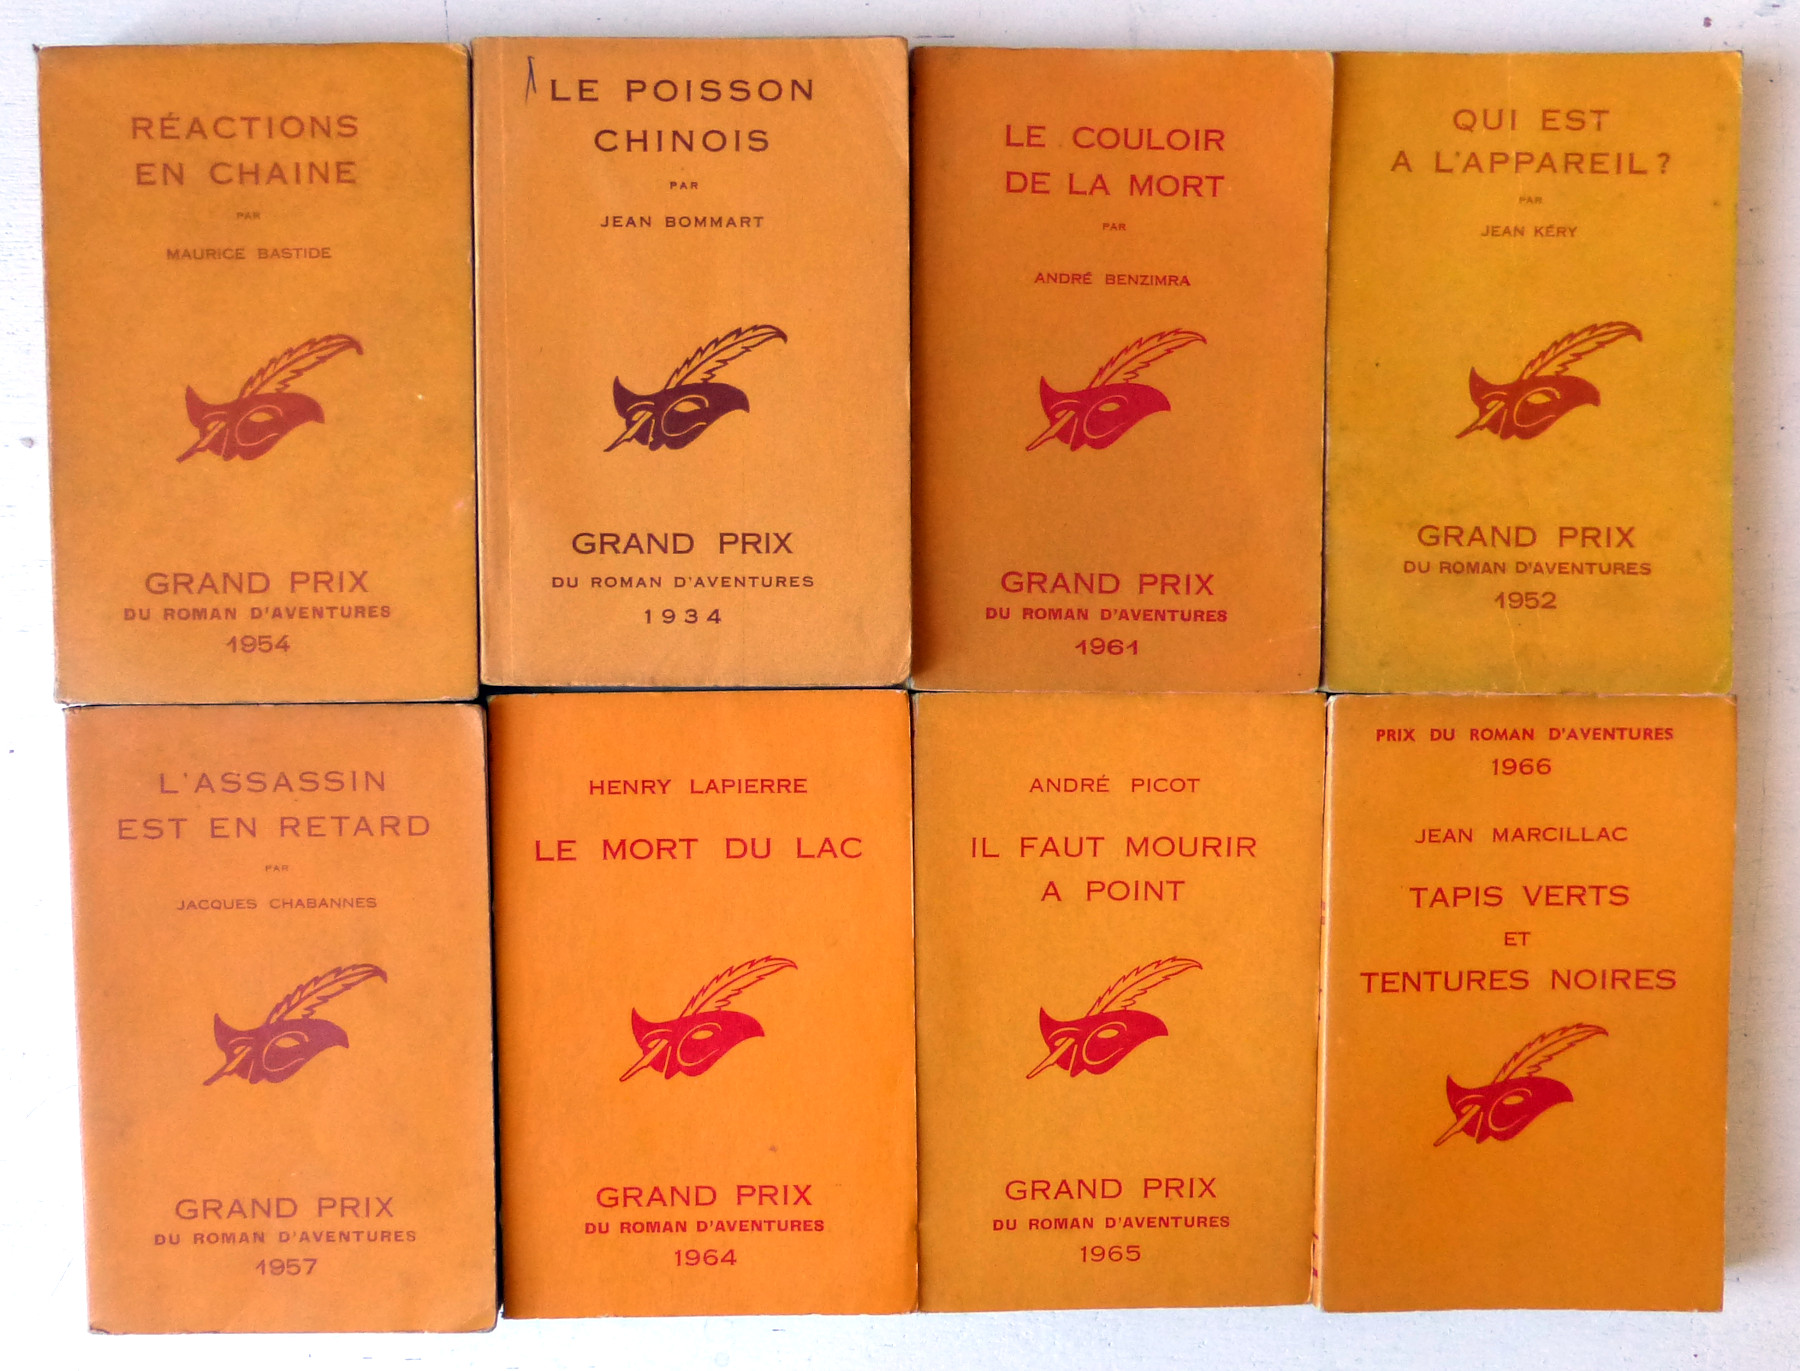 RÉACTIONS
EN CHAINE
PAR
MAURICE BASTIDE
GRAND PRIX
DU ROMAN D'AVENTURES
1954
LE POISSON
CHINOIS
PAR
JEAN BOMMART
GRAND PRIX
DU ROMAN D'AVENTURES
1934
LE COULOIR
DE LA MORT
PAR
ANDRÉ BENZIMRA
GRAND PRIX
DU ROMAN D'AVENTURES
1961
QUI EST
A L'APPAREIL ?
PAR
JEAN KÉRY
GRAND PRIX
DU ROMAN D'AVENTURES
1952
L'ASSASSIN
EST EN RETARD
PAR
JACQUES CHABANNES
GRAND PRIX
DU ROMAN D'AVENTURES
1957
HENRY LAPIERRE
LE MORT DU LAC
GRAND PRIX
DU ROMAN D'AVENTURES
1964
ANDRÉ PICOT
IL FAUT MOURIR
A POINT
GRAND PRIX
DU ROMAN D'AVENTURES
1965
PRIX DU ROMAN D'AVENTURES
1966
JEAN MARCILLAC
TAPIS VERTS
ET
TENTURES NOIRES